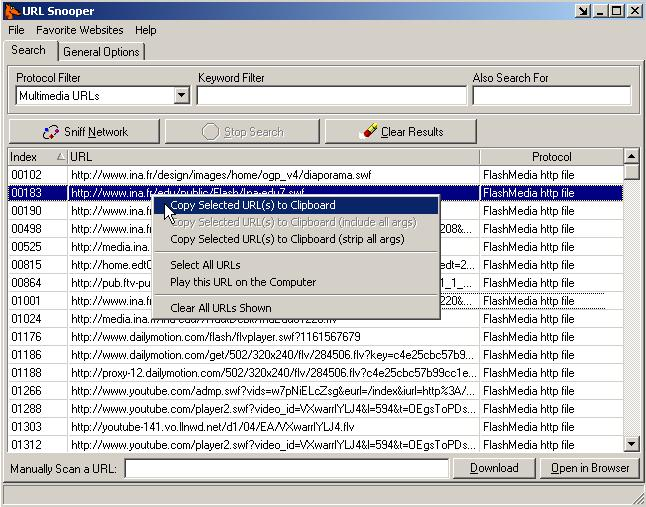 URL Snooper
File Favorite Websites Help
Search General Options
Protocol Filter Keyword Filter Also Search For
Multimedia URLs
Sniff Network Stop Search Clear Results
Index URL Protocol
00102 http://www.ina.fr/design/images/home/ogp_v4/diaporama.swf FlashMedia http file
00183 http://www.ina.fr/edu/public/Flash/Ina-edu7.swf FlashMedia http file
Copy Selected URL(s) to Clipboard
00190 http://www.ina.fr FlashMedia http file
Copy Selected URL(s) to Clipboard (include all args)
00498 http://www.ina.fr 208&... FlashMedia http file
Copy Selected URL(s) to Clipboard (strip all args)
00525 http://media.ina. FlashMedia http file
Select All URLs
00815 http://home.edt0 edt=2... FlashMedia http file
Play this URL on the Computer
00864 http://pub.ftv-pu 1_1_... FlashMedia http file
001001 http://www.ina.fr 220&... FlashMedia http file
Clear All URLs Shown
01024 http://media.ina FlashMedia http file
01176 http://www.dailymotion.com/flash/flvplayer.swf?1161567679 FlashMedia http file
01186 http://www.dailymotion.com/get/502/320x240/flv/284506.flv?key=c4e25cbc57b9... FlashMedia http file
01188 http://proxy-12.dailymotion.com/502/320x240/flv/284506.flv?c4e25cbc57b99cc1e... FlashMedia http file
01266 http://www.youtube.com/admp.swf?vids=w7pNiELcZsg&eurl=/index&iurl=http%3A/... FlashMedia http file
01288 http://www.youtube.com/player2.swf?video_id=VXwarrlYLJ4&l=594&t=OEgsToPDs... FlashMedia http file
01303 http://youtube-141.vo.llnwd.net/d1/04/EA/VXwarrlYLJ4.flv FlashMedia http file
01312 http://www.youtube.com/player2.swf?video_id=VXwarrlYLJ4&l=594&t=OEgsToPDs... FlashMedia http file
Manually Scan a URL: Download Open in Browser